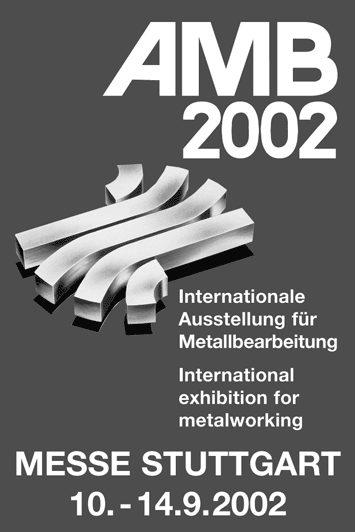 AMB
2002
Internationale
Ausstellung für
Metallbearbeitung
International
exhibition for
metalworking
MESSE STUTTGART
10. - 14.9.2002